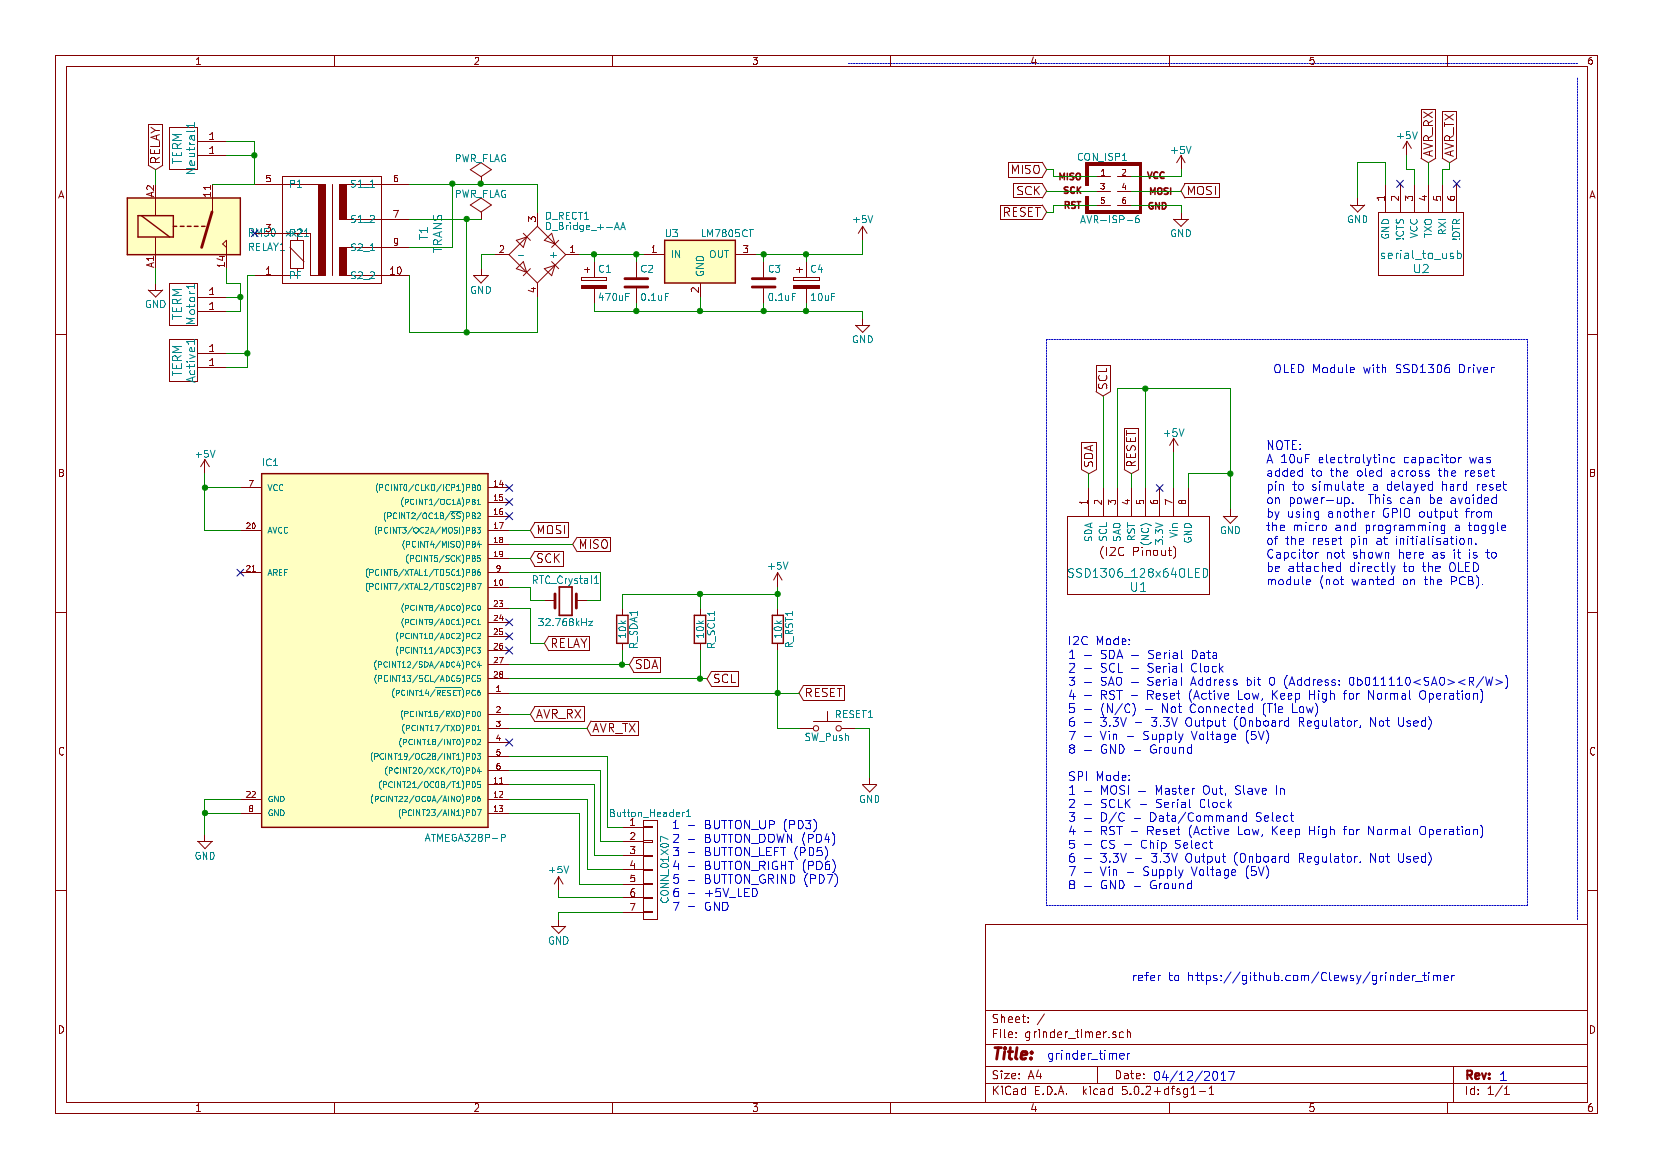 1 2 3 4 5 6
A
B
C
D
RELAY
TERM
Neutral1
1
1
A2
11
A1
14
GND
RELAY1
TERM
Motor1
1
1
TERM
Active1
1
1
5
P1
3
1
S1_1
6
S1_2
7
S2_1
9
S2_2
10
T1
TRANS
PWR_FLAG
PWR_FLAG
D_RECT1
D_Bridge_+-AA
3
2
1
4
-
+
GND
+
C1
470uF
C2
0.1uF
U3
LM7805CT
1
IN
OUT
3
GND
2
C3
0.1uF
+
C4
10uF
+5V
GND
CON_ISP1
MISO
SCK
RESET
MISO
1
2
VCC
SCK
3
4
MOSI
RST
5
6
GND
AVR-ISP-6
+5V
MOSI
GND
+5V
AVR_RX
AVR_TX
GND
1
2
3
4
5
6
GND
!CTS
VCC
TXO
RXI
!DTR
serial_to_usb
U2
OLED Module with SSD1306 Driver
SCL
SDA
RESET
+5V
GND
1
2
3
4
5
6
7
8
SDA
SCL
SAO
RST
(NC)
3.3V
Vin
GND
(I2C Pinout)
SSD1306_128x64OLED
U1
NOTE:
A 10uF electrolytinc capacitor was
added to the oled across the reset
pin to simulate a delayed hard reset
on power-up.  This can be avoided
by using another GPIO output from
the micro and programming a toggle
of the reset pin at initialisation.
Capcitor not shown here as it is to
be attached directly to the OLED
module (not wanted on the PCB).
I2C Mode:
1 - SDA - Serial Data
2 - SCL - Serial Clock
3 - SAO - Serial Address bit 0 (Address: 0b011110<SAO><R/W>)
4 - RST - Reset (Active Low, Keep High for Normal Operation)
5 - (N/C) - Not Connected (Tie Low)
6 - 3.3V - 3.3V Output (Onboard Regulator, Not Used)
7 - Vin - Supply Voltage (5V)
8 - GND - Ground
SPI Mode:
1 - MOSI - Master Out, Slave In
2 - SCLK - Serial Clock
3 - D/C - Data/Command Select
4 - RST - Reset (Active Low, Keep High for Normal Operation)
5 - CS - Chip Select
6 - 3.3V - 3.3V Output (Onboard Regulator, Not Used)
7 - Vin - Supply Voltage (5V)
8 - GND - Ground
+5V
IC1
7
VCC
20
AVCC
21
AREF
22
GND
8
GND
GND
(PCINT0/CLKO/ICP1)PB0
14
(PCINT1/OC1A)PB1
15
(PCINT2/OC1B/SS)PB2
16
(PCINT3/OC2A/MOSI)PB3
17
MOSI
(PCINT4/MISO)PB4
18
MISO
(PCINT5/SCK)PB5
19
SCK
(PCINT6/XTAL1/TOSC1)PB6
9
(PCINT7/XTAL2/TOSC2)PB7
10
(PCINT8/ADC0)PC0
23
(PCINT9/ADC1)PC1
24
(PCINT10/ADC2)PC2
25
(PCINT11/ADC3)PC3
26
(PCINT12/SDA/ADC4)PC4
27
(PCINT13/SCL/ADC5)PC5
28
(PCINT14/RESET)PC6
1
(PCINT16/RXD)PD0
2
AVR_RX
(PCINT17/TXD)PD1
3
AVR_TX
(PCINT18/INT0)PD2
4
(PCINT19/OC2B/INT1)PD3
5
(PCINT20/XCK/T0)PD4
6
(PCINT21/OC0B/T1)PD5
11
(PCINT22/OC0A/AIN0)PD6
12
(PCINT23/AIN1)PD7
13
ATMEGA328P-P
RTC_Crystal1
32.768kHz
RELAY
10k
R_SDA1
SDA
10k
R_SCL1
SCL
+5V
10k
R_RST1
RESET
RESET1
SW_Push
GND
Button_Header1
1
2
3
4
5
6
7
CONN_01X07
+5V
GND
1 - BUTTON_UP (PD3)
2 - BUTTON_DOWN (PD4)
3 - BUTTON_LEFT (PD5)
4 - BUTTON_RIGHT (PD6)
5 - BUTTON_GRIND (PD7)
6 - +5V_LED
7 - GND
refer to https://github.com/Clewsy/grinder_timer
Sheet: /
File: grinder_timer.sch
Title: grinder_timer
Size: A4
Date: 04/12/2017
Rev: 1
KiCad E.D.A.  kicad 5.0.2+dfsg1-1
Id: 1/1
A
B
C
D
1 2 3 4 5 6